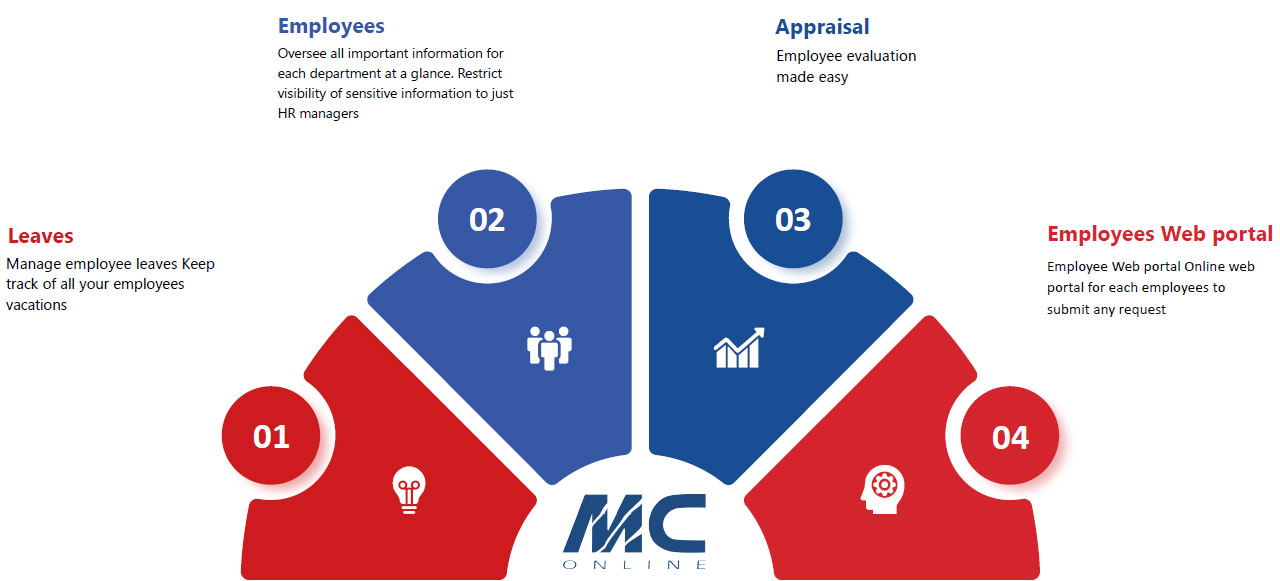 Employees
Oversee all important information for
each department at a glance. Restrict
visibility of sensitive information to just
HR managers
Appraisal
Employee evaluation
made easy
Leaves
Manage employee leaves Keep
track of all your employees
vacations
Employees Web portal
Employee Web portal Online web
portal for each employees to
submit any request
01
02
03
04
MC
ONLINE